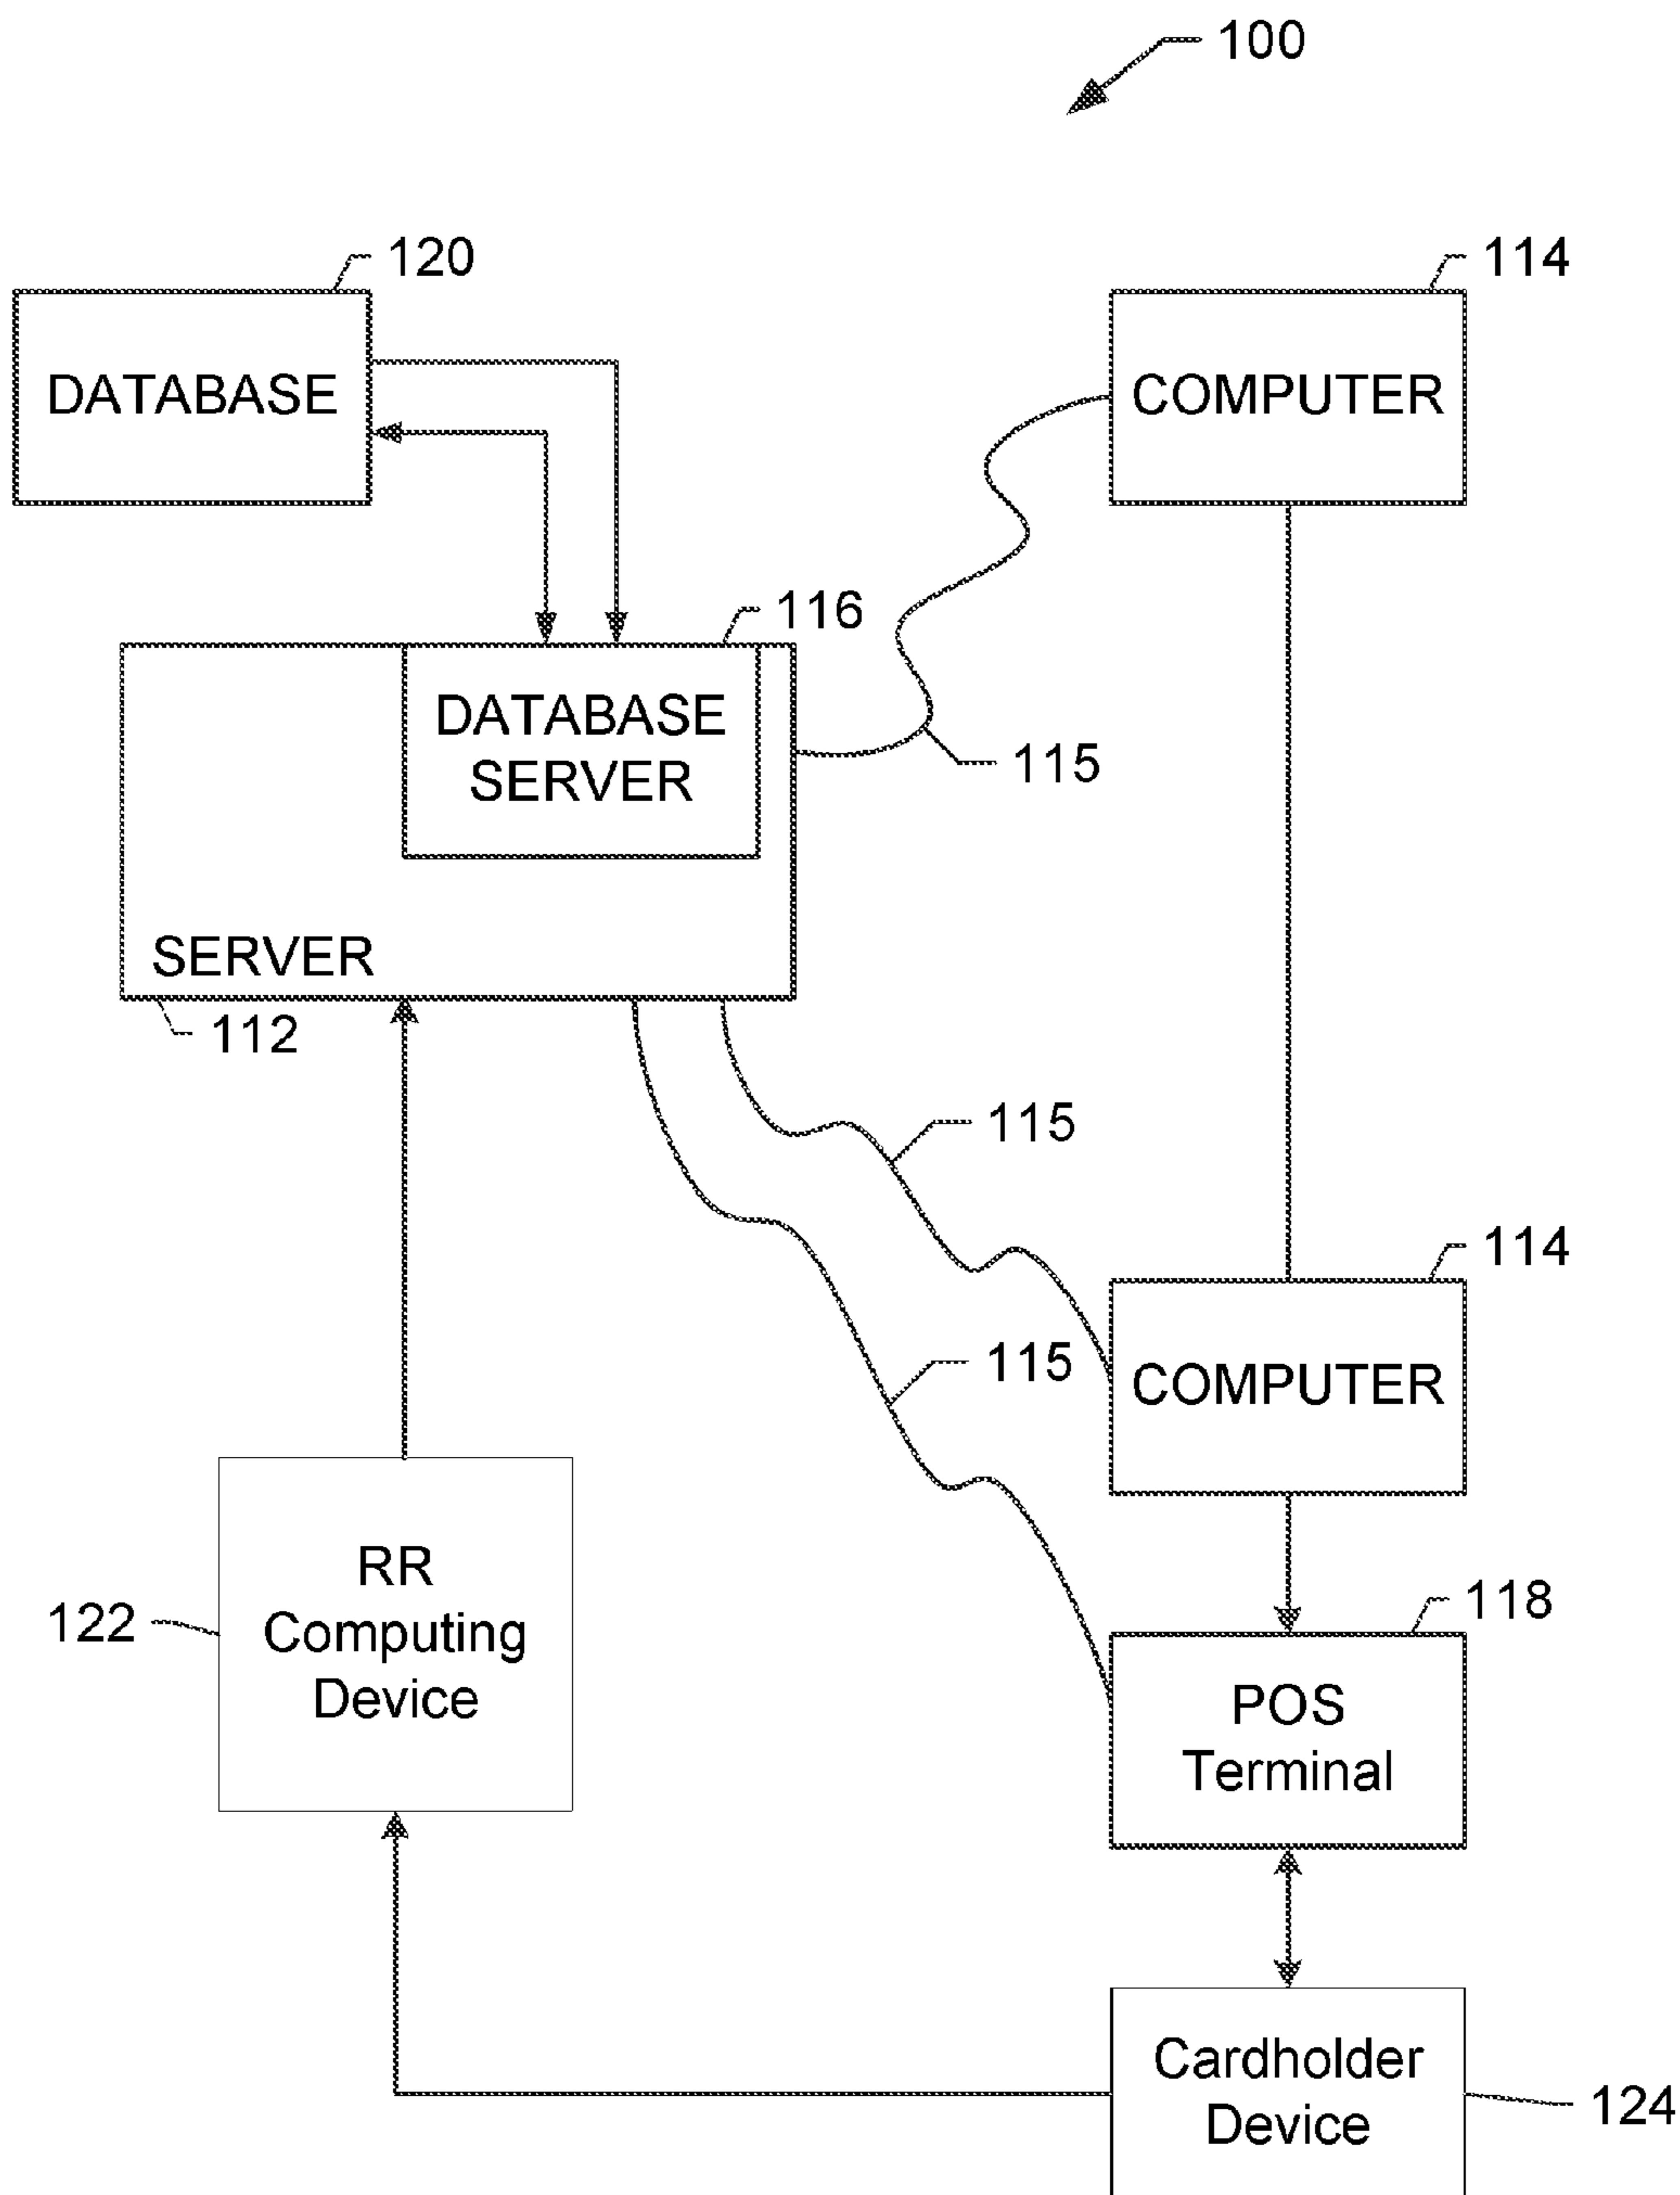 100
120
114
DATABASE
COMPUTER
116
DATABASE
SERVER
115
SERVER
112
115
114
115
COMPUTER
RR
Computing
Device
122
118
POS
Terminal
Cardholder
Device
124